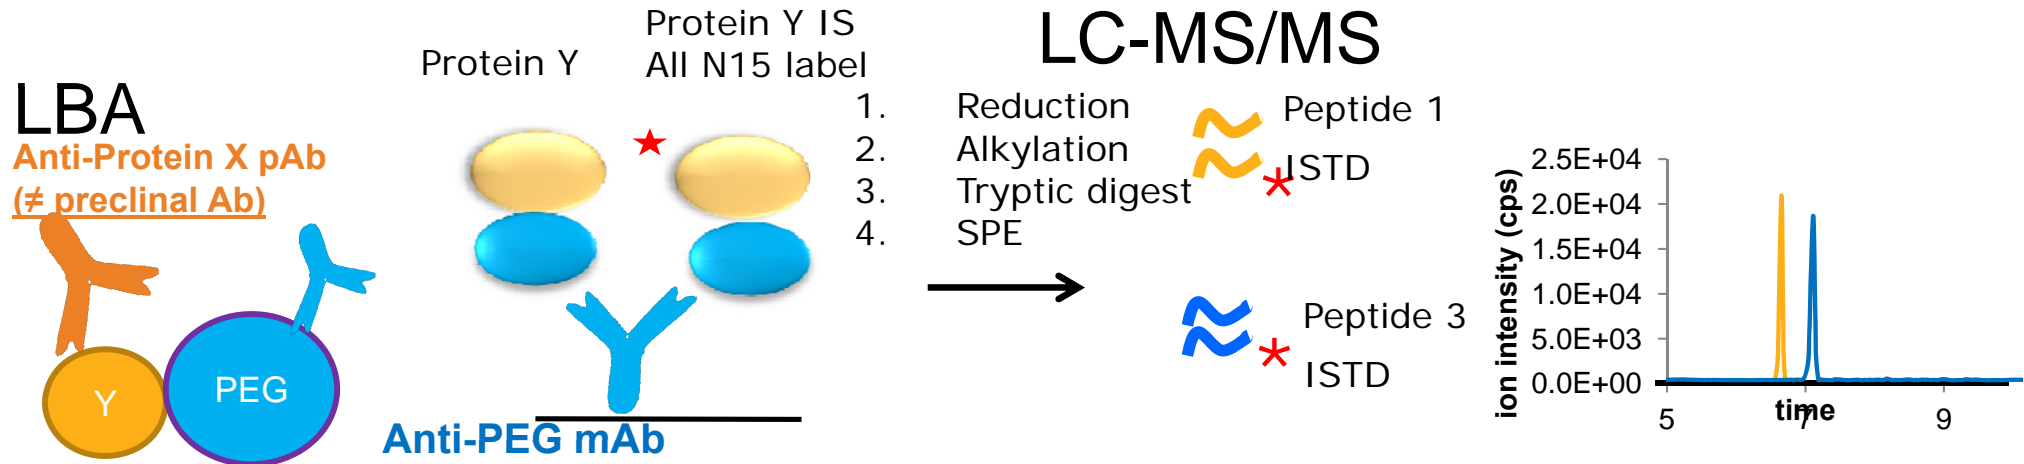 LBA
Anti-Protein X pAb
(≠ preclinal Ab)
Y
PEG
Protein Y
Protein Y IS
All N15 label
Anti-PEG mAb
LC-MS/MS
1. Reduction
2. Alkylation
3. Tryptic digest
4. SPE
Peptide 1
ISTD
*
Peptide 3
*
ISTD
ion intensity (cps)
2.5E+04
2.0E+04
1.5E+04
1.0E+04
5.0E+03
0.0E+00
5
7
9
time